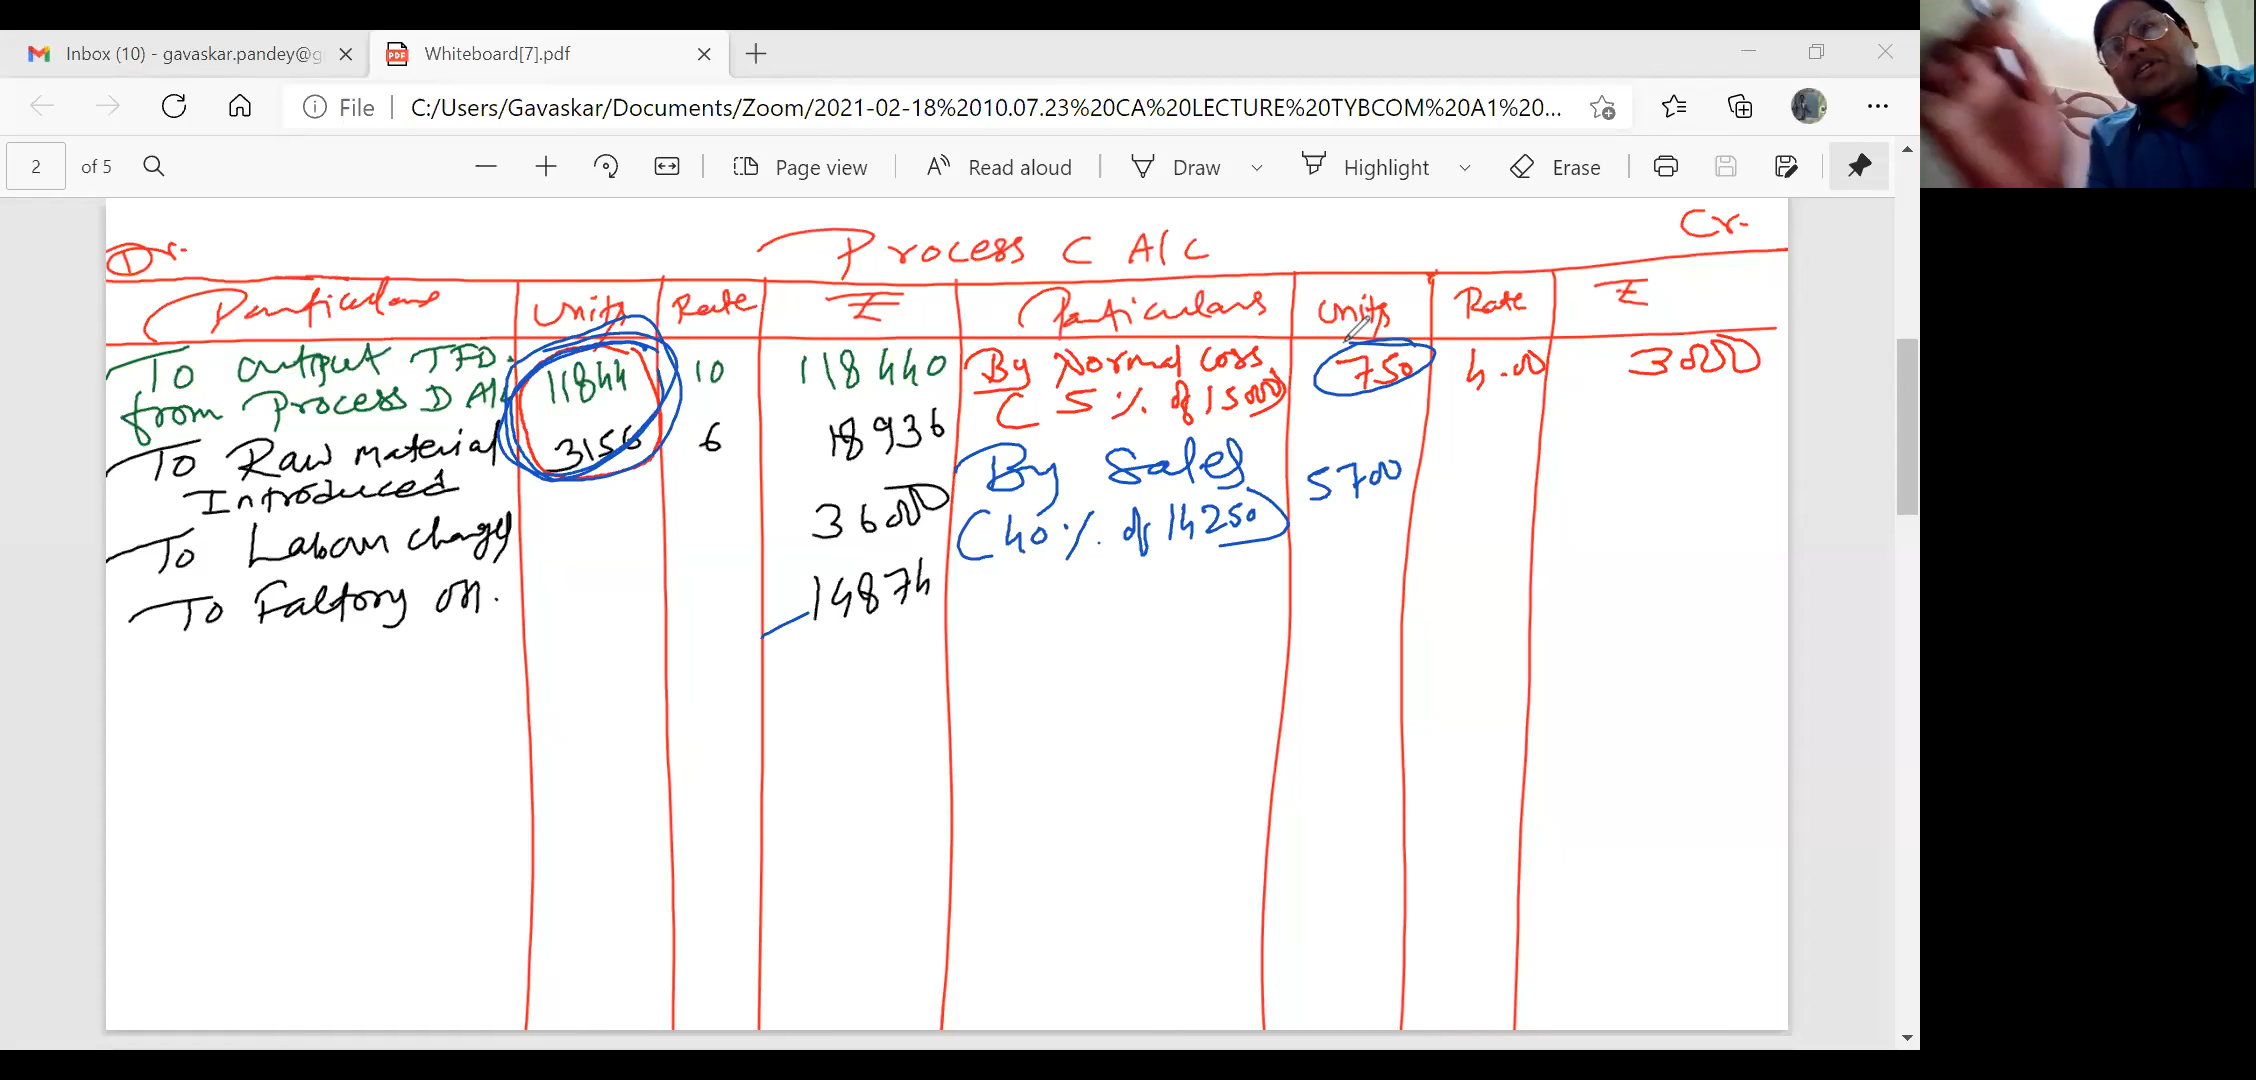 Inbox (10) - gavaskar.pandey@g
Whiteboard[7].pdf
File
C:/Users/Gavaskar/Documents/Zoom/2021-02-18%2010.07.23%20CA%20LECTURE%20TYBCOM%20A1%20...
2 of 5
Page view
Read aloud
Draw
Highlight
Erase
Dr. Process C A/c Cr.
Particulars Units Rate ₹ Particulars Units Rate ₹
To output TFD. 11844 10 118440 By Normal Loss 750 4.00 3000
from Process D A/c ( 5 % of 15000)
To Raw material 3156 6 18936 By Sales 5700
Introduced
(40 % of 14250)
To Labour charges 36000
To Factory OH. 14874